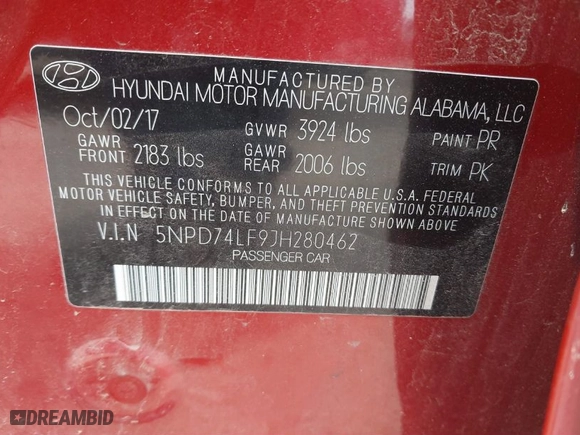 MANUFACTURED BY
HYUNDAI MOTOR MANUFACTURING ALABAMA, LLC
Oct/02/17 GVWR 3924 lbs PAINT PR
GAWR FRONT 2183 lbs GAWR REAR 2006 lbs TRIM PK
THIS VEHICLE CONFORMS TO ALL APPLICABLE U.S.A. FEDERAL
MOTOR VEHICLE SAFETY, BUMPER, AND THEFT PREVENTION STANDARDS
IN EFFECT ON THE DATE OF MANUFACTURE SHOWN ABOVE
V.I.N 5NPD74LF9JH280462
PASSENGER CAR
DREAMBID